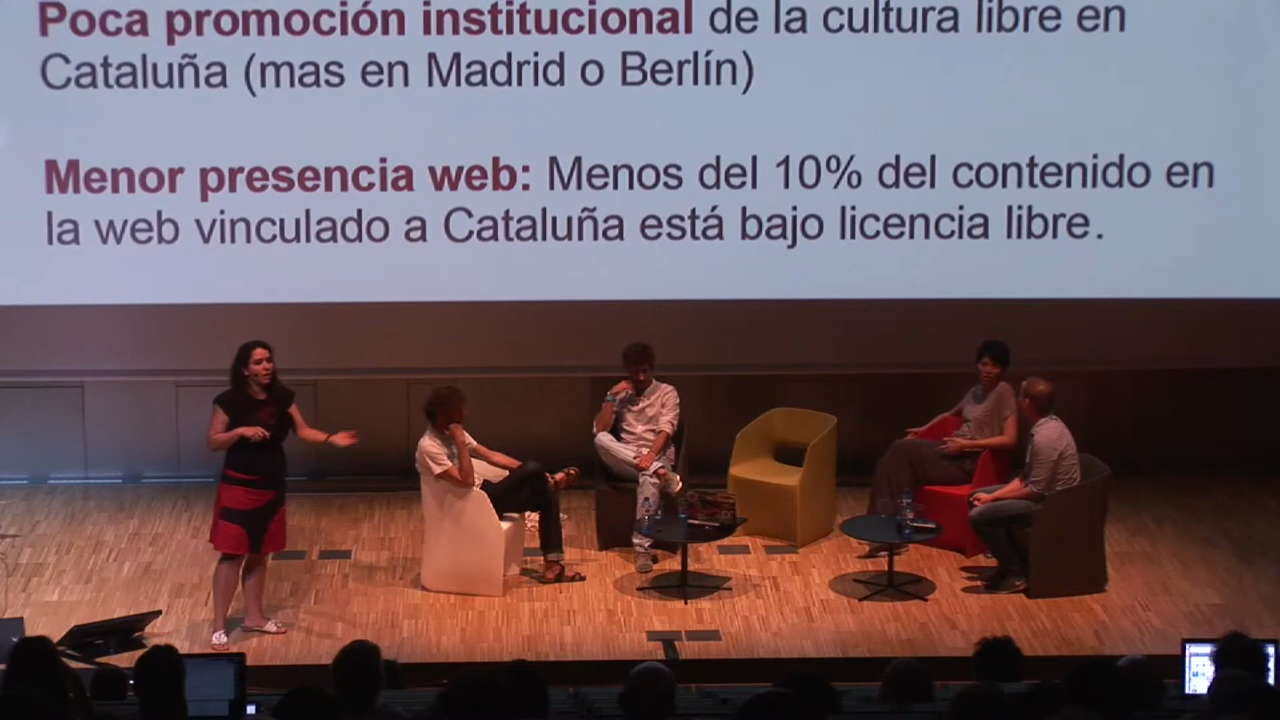 Poca promoción institucional de la cultura libre en
Cataluña (mas en Madrid o Berlín)
Menor presencia web: Menos del 10% del contenido en
la web vinculado a Cataluña está bajo licencia libre.